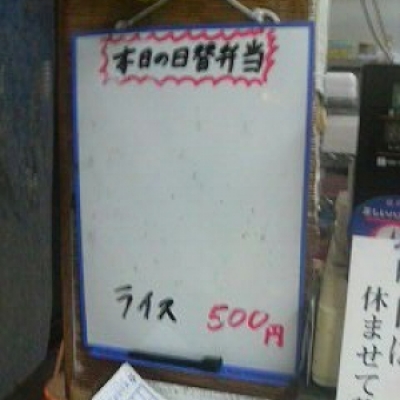 本日の日替弁当
ライス 500円
休ませて